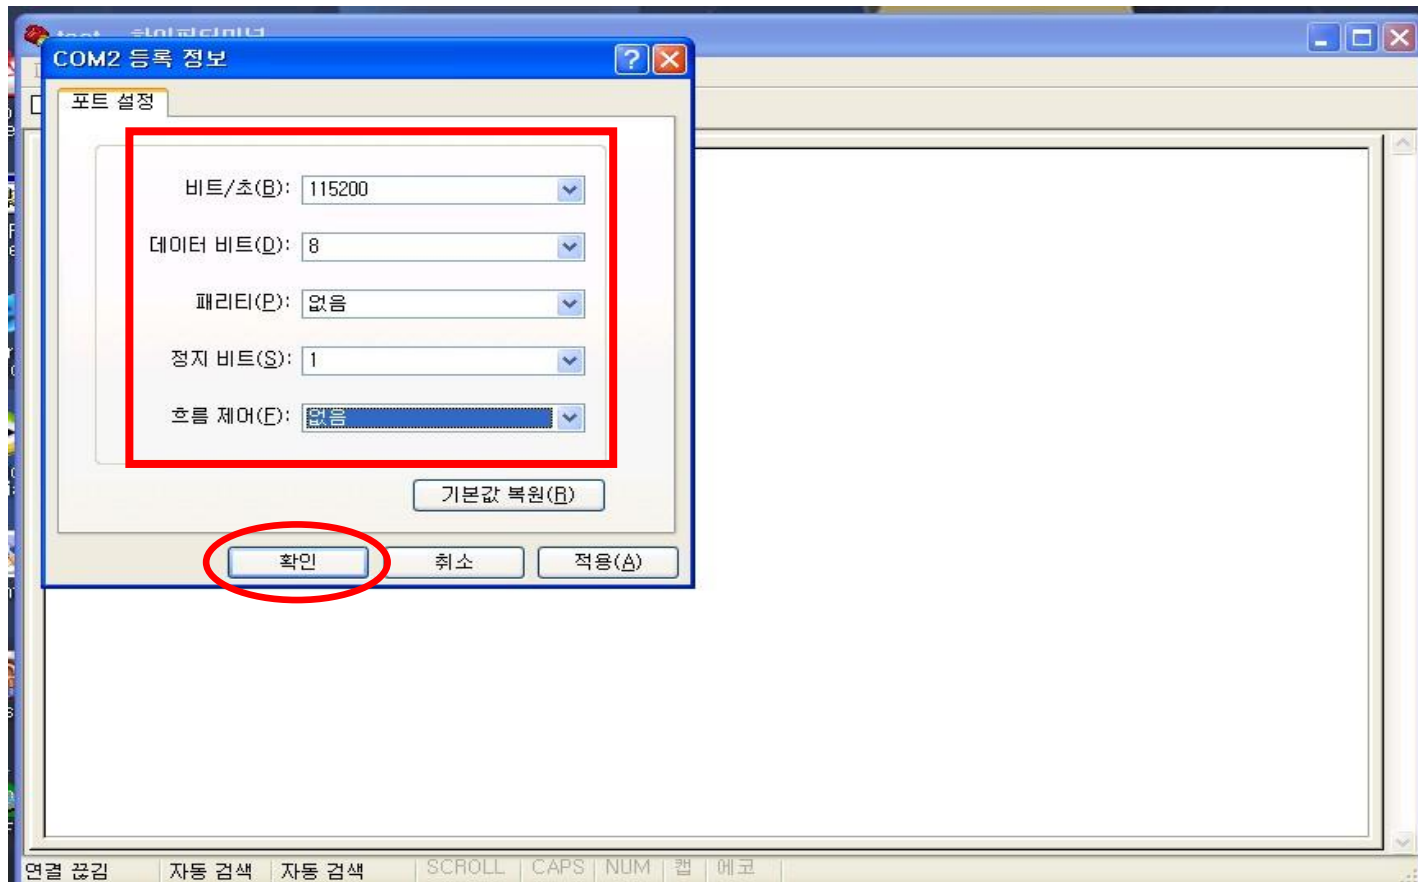 COM2 등록 정보
포트 설정
비트/초(B): 115200
데이터 비트(D): 8
패리티(P): 없음
정지 비트(S): 1
흐름 제어(F): 없음
기본값 복원(R)
확인 취소 적용(A)
연결 끊김 자동 검색 자동 검색 SCROLL CAPS NUM 캡 에코